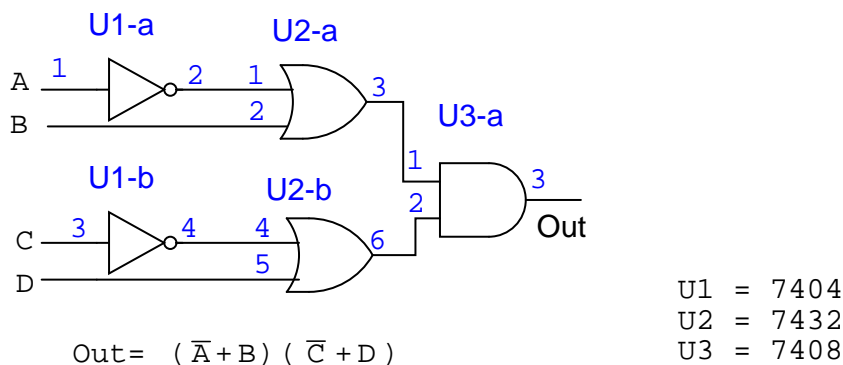 U1-a
U2-a
A 1 2 1 3
B 2
U3-a
1
3
U1-b
U2-b
2
Out
C 3 4 4 6
D 5
U1 = 7404
U2 = 7432
U3 = 7408
Out= (A̅+B)(C̅+D)